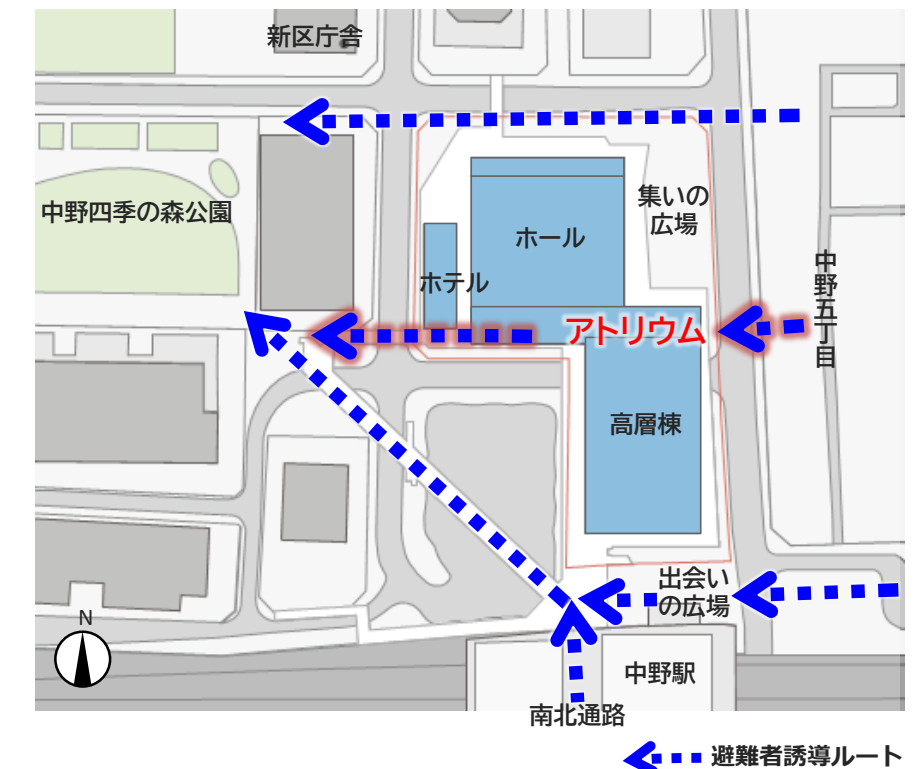 新区庁舎
中野四季の森公園
集いの
広場
ホール
ホテル
中野五丁目
アトリウム
高層棟
出会い
の広場
N
中野駅
南北通路
避難者誘導ルート